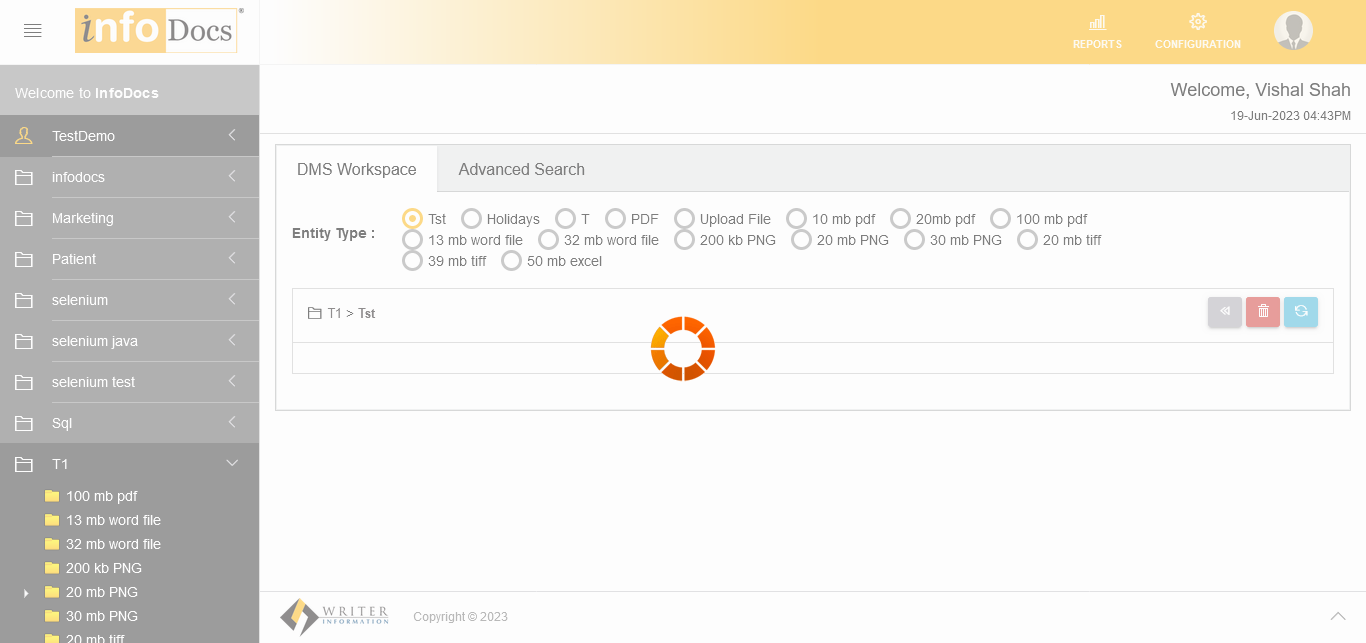 info Docs®
REPORTS
CONFIGURATION
Welcome to InfoDocs
Welcome, Vishal Shah
19-Jun-2023 04:43PM
TestDemo
infodocs
Marketing
Patient
selenium
selenium java
selenium test
Sql
T1
100 mb pdf
13 mb word file
32 mb word file
200 kb PNG
20 mb PNG
30 mb PNG
20 mb tiff
DMS Workspace
Advanced Search
Entity Type :
Tst Holidays T PDF Upload File 10 mb pdf 20mb pdf 100 mb pdf
13 mb word file 32 mb word file 200 kb PNG 20 mb PNG 30 mb PNG 20 mb tiff
39 mb tiff 50 mb excel
T1 > Tst
WRITER
INFORMATION
Copyright © 2023